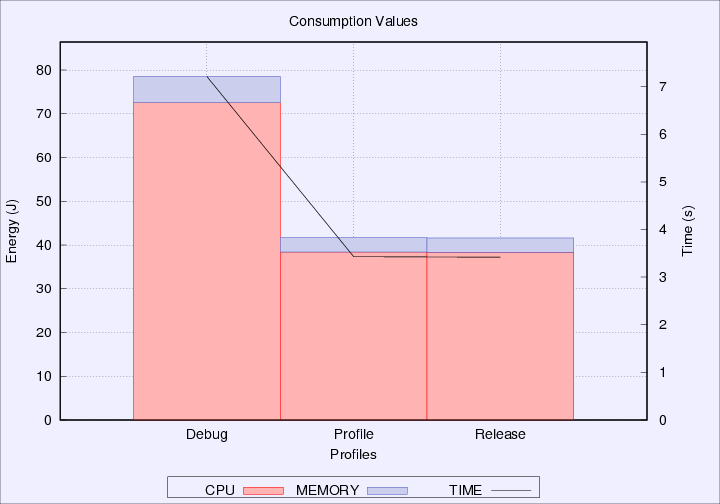 Consumption Values
Energy (J)
80
70
60
50
40
30
20
10
0
7
6
5
4
3
2
1
0
Time (s)
Debug Profile Release
Profiles
CPU MEMORY TIME